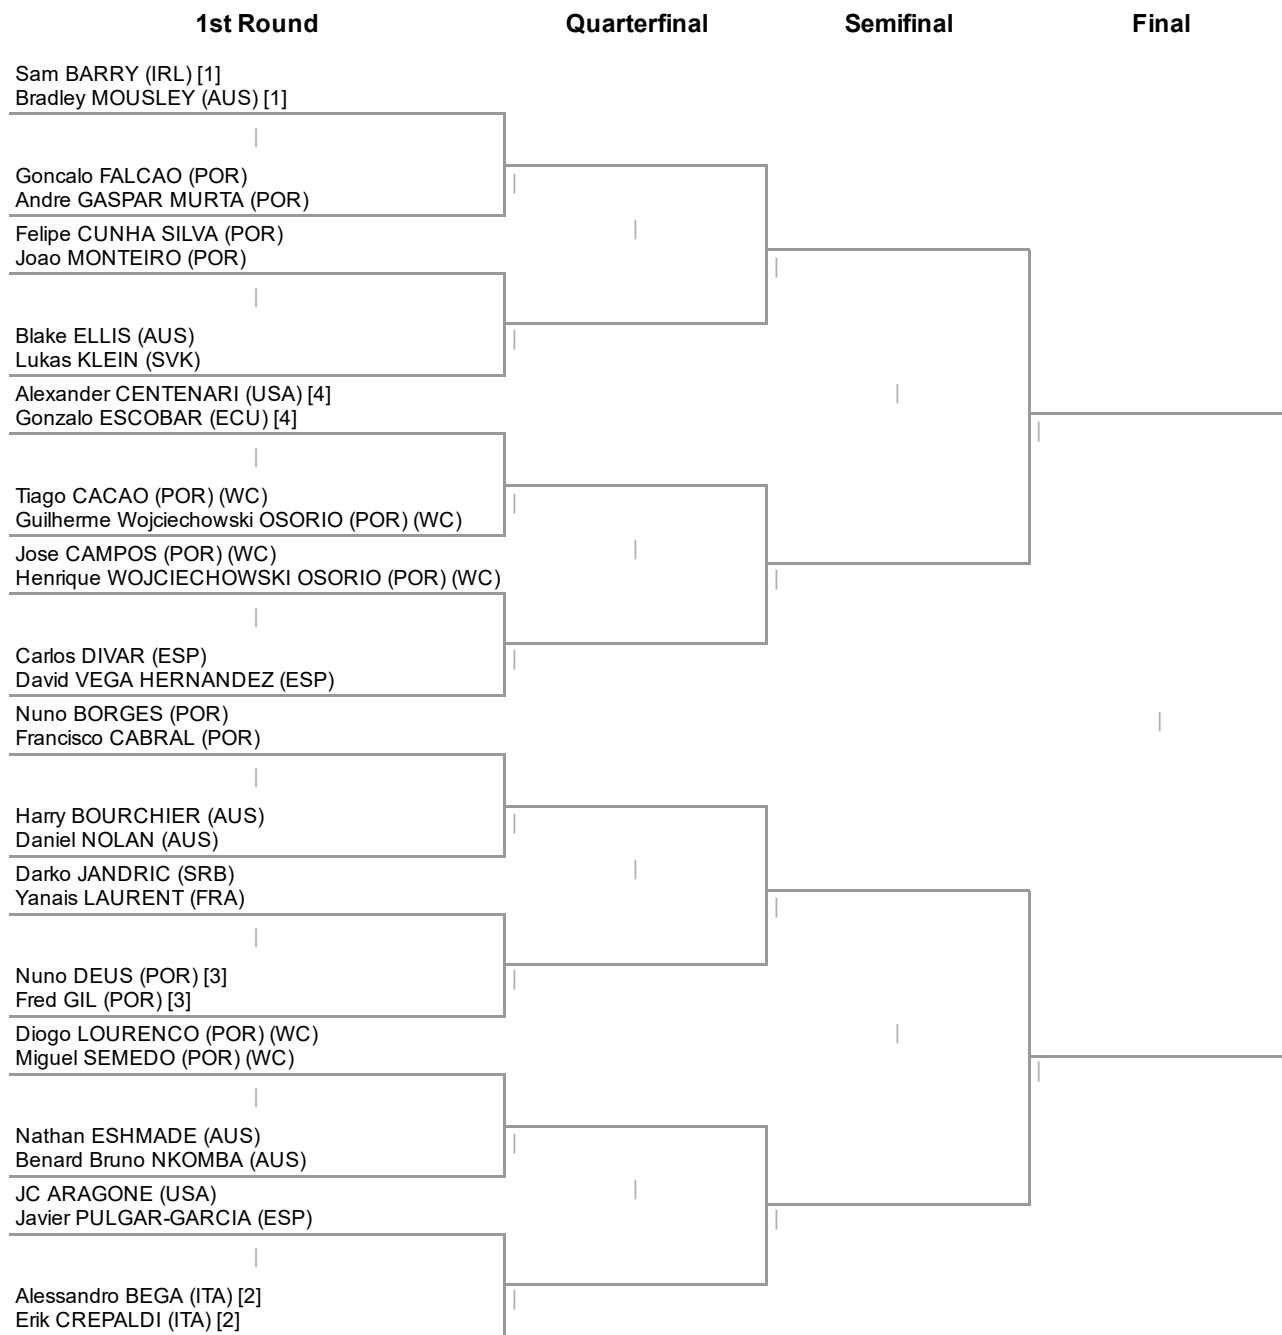 1st Round
Quarterfinal
Semifinal
Final
Sam BARRY (IRL) [1]
Bradley MOUSLEY (AUS) [1]
Goncalo FALCAO (POR)
Andre GASPAR MURTA (POR)
Felipe CUNHA SILVA (POR)
Joao MONTEIRO (POR)
Blake ELLIS (AUS)
Lukas KLEIN (SVK)
Alexander CENTENARI (USA) [4]
Gonzalo ESCOBAR (ECU) [4]
Tiago CACAO (POR) (WC)
Guilherme Wojciechowski OSORIO (POR) (WC)
Jose CAMPOS (POR) (WC)
Henrique WOJCIECHOWSKI OSORIO (POR) (WC)
Carlos DIVAR (ESP)
David VEGA HERNANDEZ (ESP)
Nuno BORGES (POR)
Francisco CABRAL (POR)
Harry BOURCHIER (AUS)
Daniel NOLAN (AUS)
Darko JANDRIC (SRB)
Yanais LAURENT (FRA)
Nuno DEUS (POR) [3]
Fred GIL (POR) [3]
Diogo LOURENCO (POR) (WC)
Miguel SEMEDO (POR) (WC)
Nathan ESHMADE (AUS)
Benard Bruno NKOMBA (AUS)
JC ARAGONE (USA)
Javier PULGAR-GARCIA (ESP)
Alessandro BEGA (ITA) [2]
Erik CREPALDI (ITA) [2]